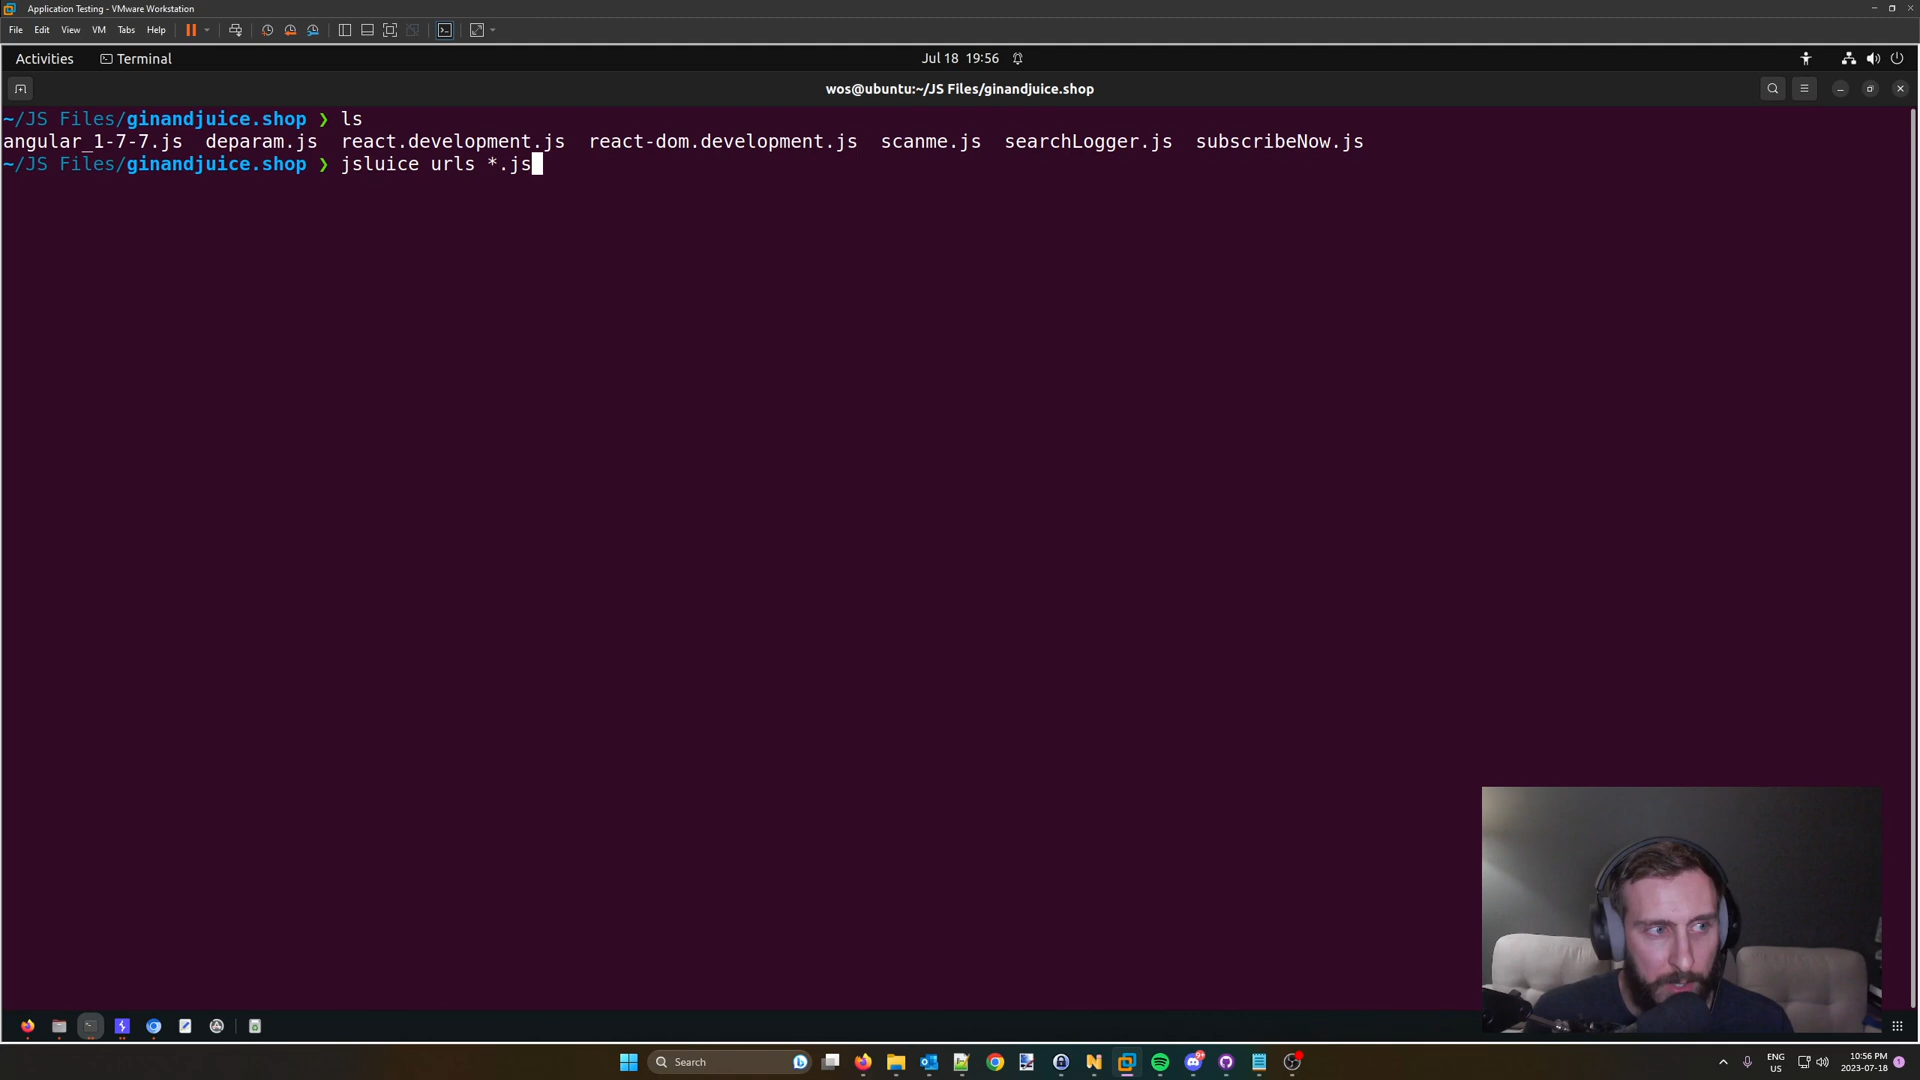 Application Testing - VMware Workstation
File Edit View VM Tabs Help
Activities Terminal Jul 18 19:56
wos@ubuntu:~/JS Files/ginandjuice.shop
~/JS Files/ginandjuice.shop ❯ ls
angular_1-7-7.js deparam.js react.development.js react-dom.development.js scanme.js searchLogger.js subscribeNow.js
~/JS Files/ginandjuice.shop ❯ jsluice urls *.js
Search
ENG
US
10:56 PM
2023-07-18